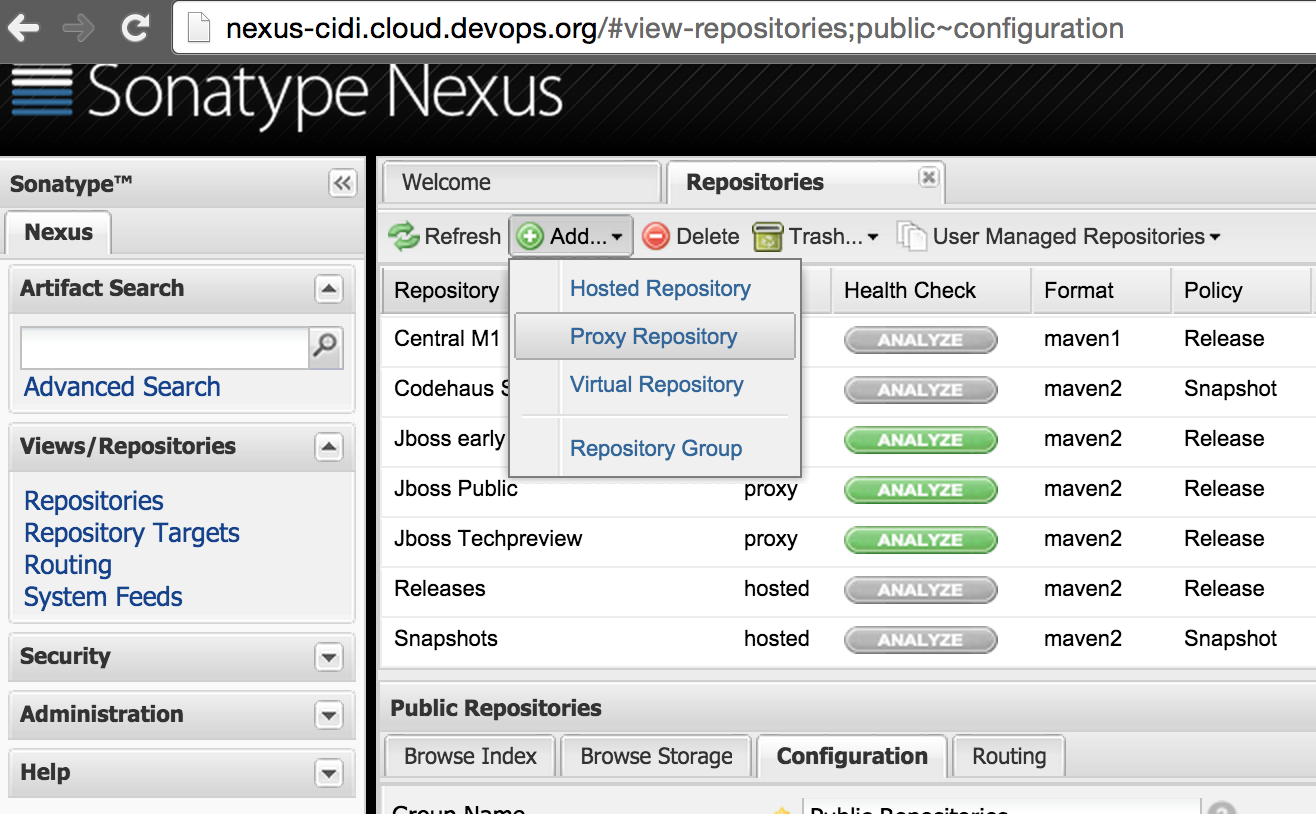 nexus-cidi.cloud.devops.org/#view-repositories;public~configuration
Sonatype Nexus
Sonatype™
Nexus
Artifact Search
Advanced Search
Views/Repositories
Repositories
Repository Targets
Routing
System Feeds
Security
Administration
Help
Welcome Repositories
Refresh Add... Delete Trash... User Managed Repositories
Hosted Repository
Proxy Repository
Virtual Repository
Repository Group
Repository Health Check Format Policy
Central M1 ANALYZE maven1 Release
Codehaus S ANALYZE maven2 Snapshot
Jboss early ANALYZE maven2 Release
Jboss Public proxy ANALYZE maven2 Release
Jboss Techpreview proxy ANALYZE maven2 Release
Releases hosted ANALYZE maven2 Release
Snapshots hosted ANALYZE maven2 Snapshot
Public Repositories
Browse Index Browse Storage Configuration Routing
Group Name Public Repositories